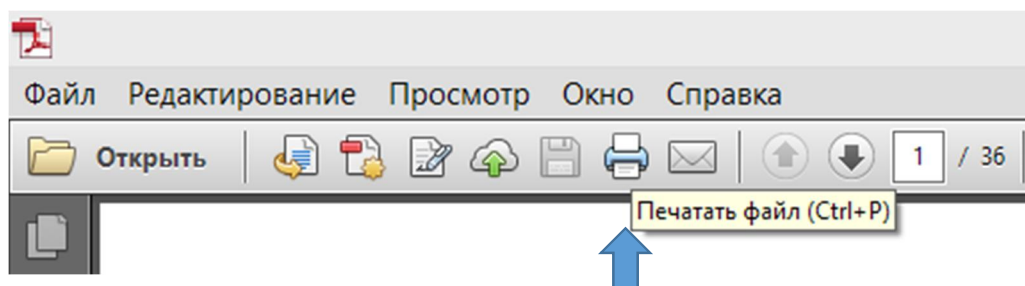 Файл Редактирование Просмотр Окно Справка
Открыть 1 / 36
Печатать файл (Ctrl+P)